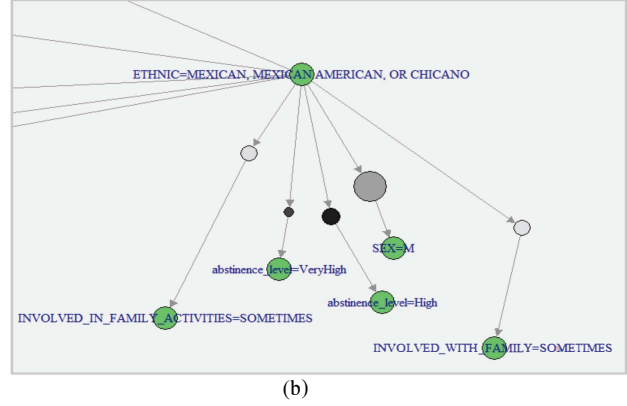 ETHNIC=MEXICAN, MEXICAN AMERICAN, OR CHICANO
SEX=M
abstinence_level=VeryHigh
abstinence_level=High
INVOLVED_IN_FAMILY_ACTIVITIES=SOMETIMES
INVOLVED_WITH_FAMILY=SOMETIMES
(b)